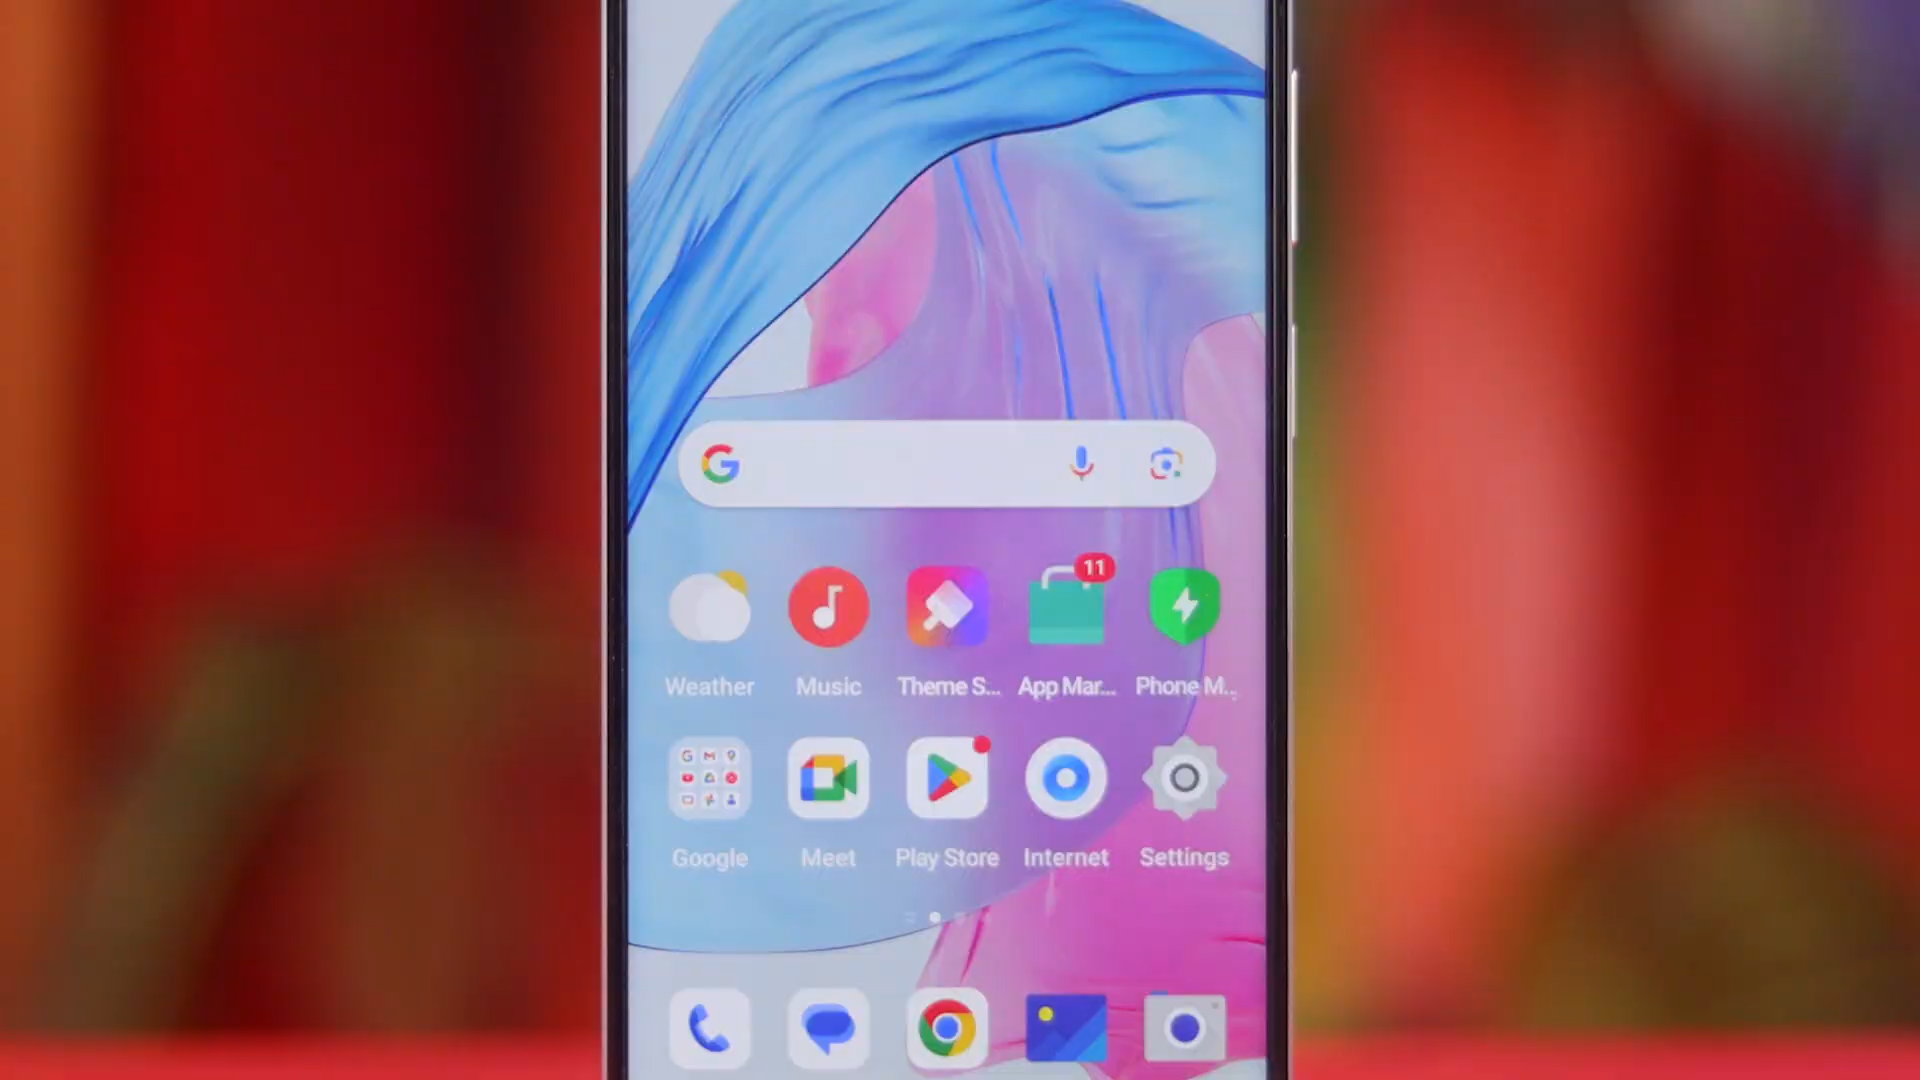 11
Weather Music Theme S... App Mar... Phone M...
Google Meet Play Store Internet Settings